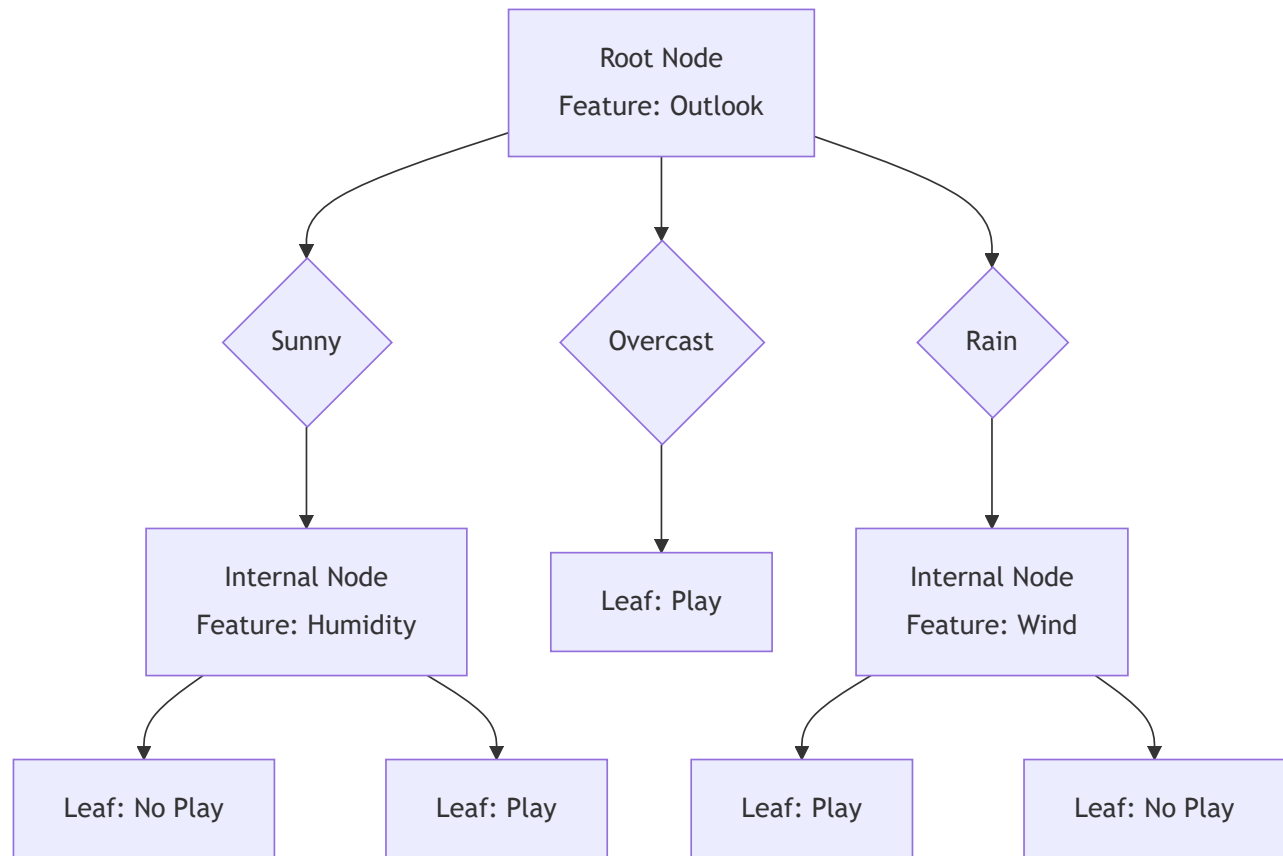 Root Node
Feature: Outlook
Sunny
Overcast
Rain
Internal Node
Feature: Humidity
Leaf: Play
Internal Node
Feature: Wind
Leaf: No Play
Leaf: Play
Leaf: Play
Leaf: No Play